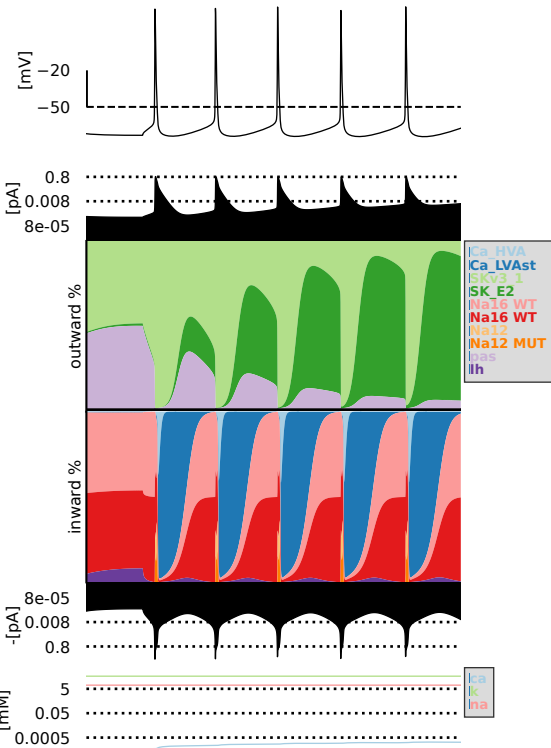 [mV]
−20
−50
[pA]
0.8
0.008
8e-05
outward %
Ca_HVA
Ca_LVAst
SKv3_1
SK_E2
Na16 WT
Na16 WT
Na12
Na12 MUT
pas
Ih
inward %
-[pA]
8e-05
0.008
0.8
[mM]
5
0.05
0.0005
ca
k
na